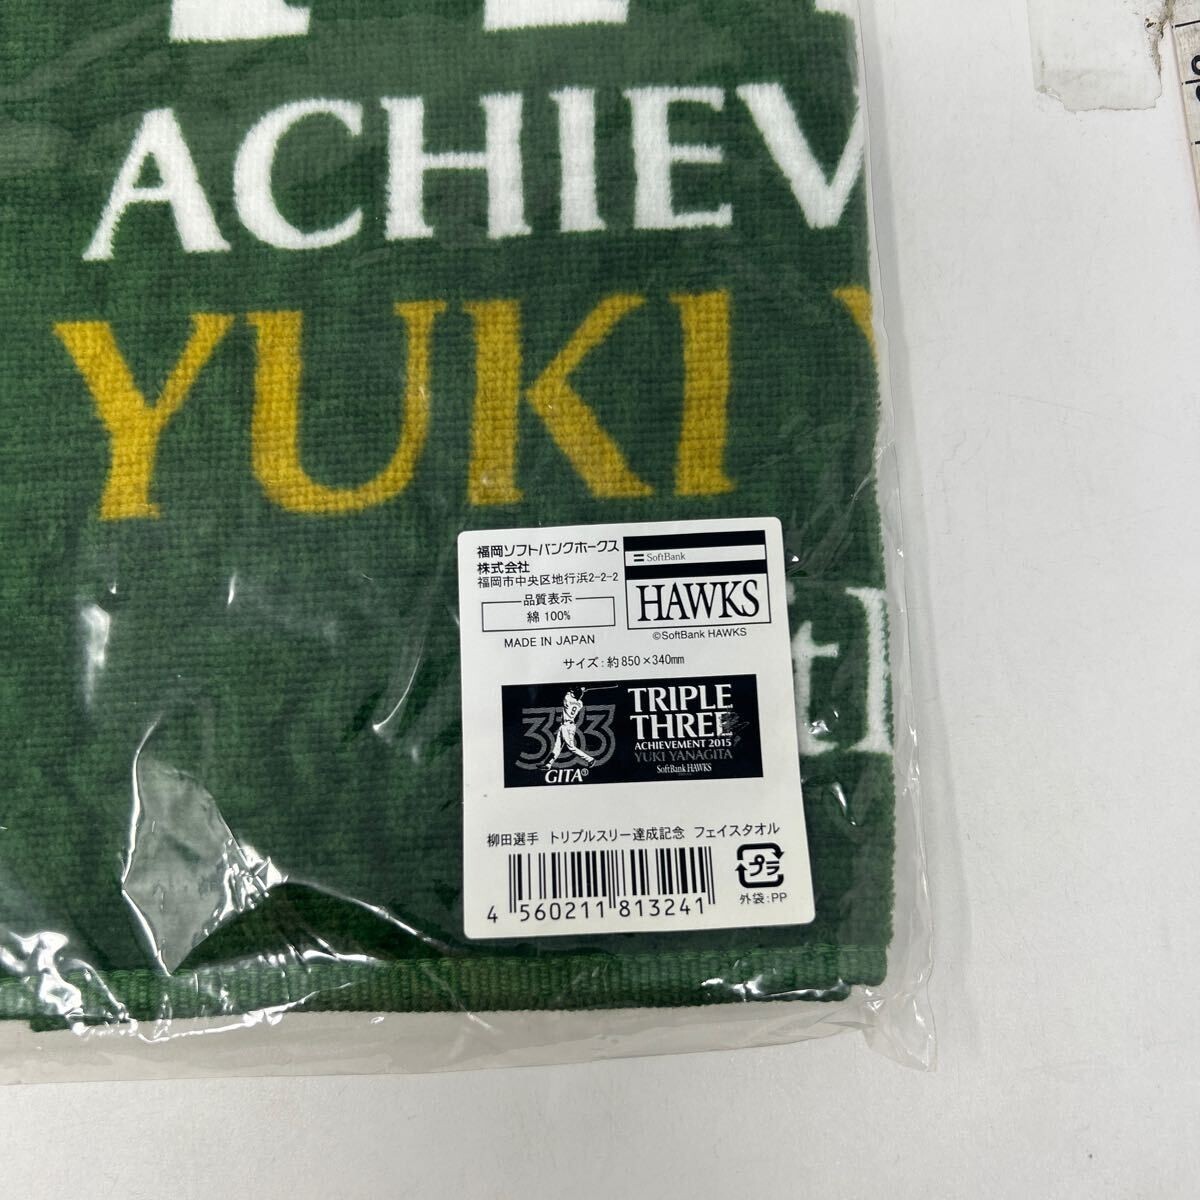 ACHIEV
YUKI Y
福岡ソフトバンクホークス
株式会社
福岡市中央区地行浜2-2-2
品質表示
綿 100%
MADE IN JAPAN
SoftBank
HAWKS
©SoftBank HAWKS
サイズ:約850×340mm
333
GITA
TRIPLE
THREE
ACHIEVEMENT 2015
YUKI YANAGITA
SoftBank HAWKS
柳田選手 トリプルスリー達成記念 フェイスタオル
4 560211 813241
プラ
外袋:PP